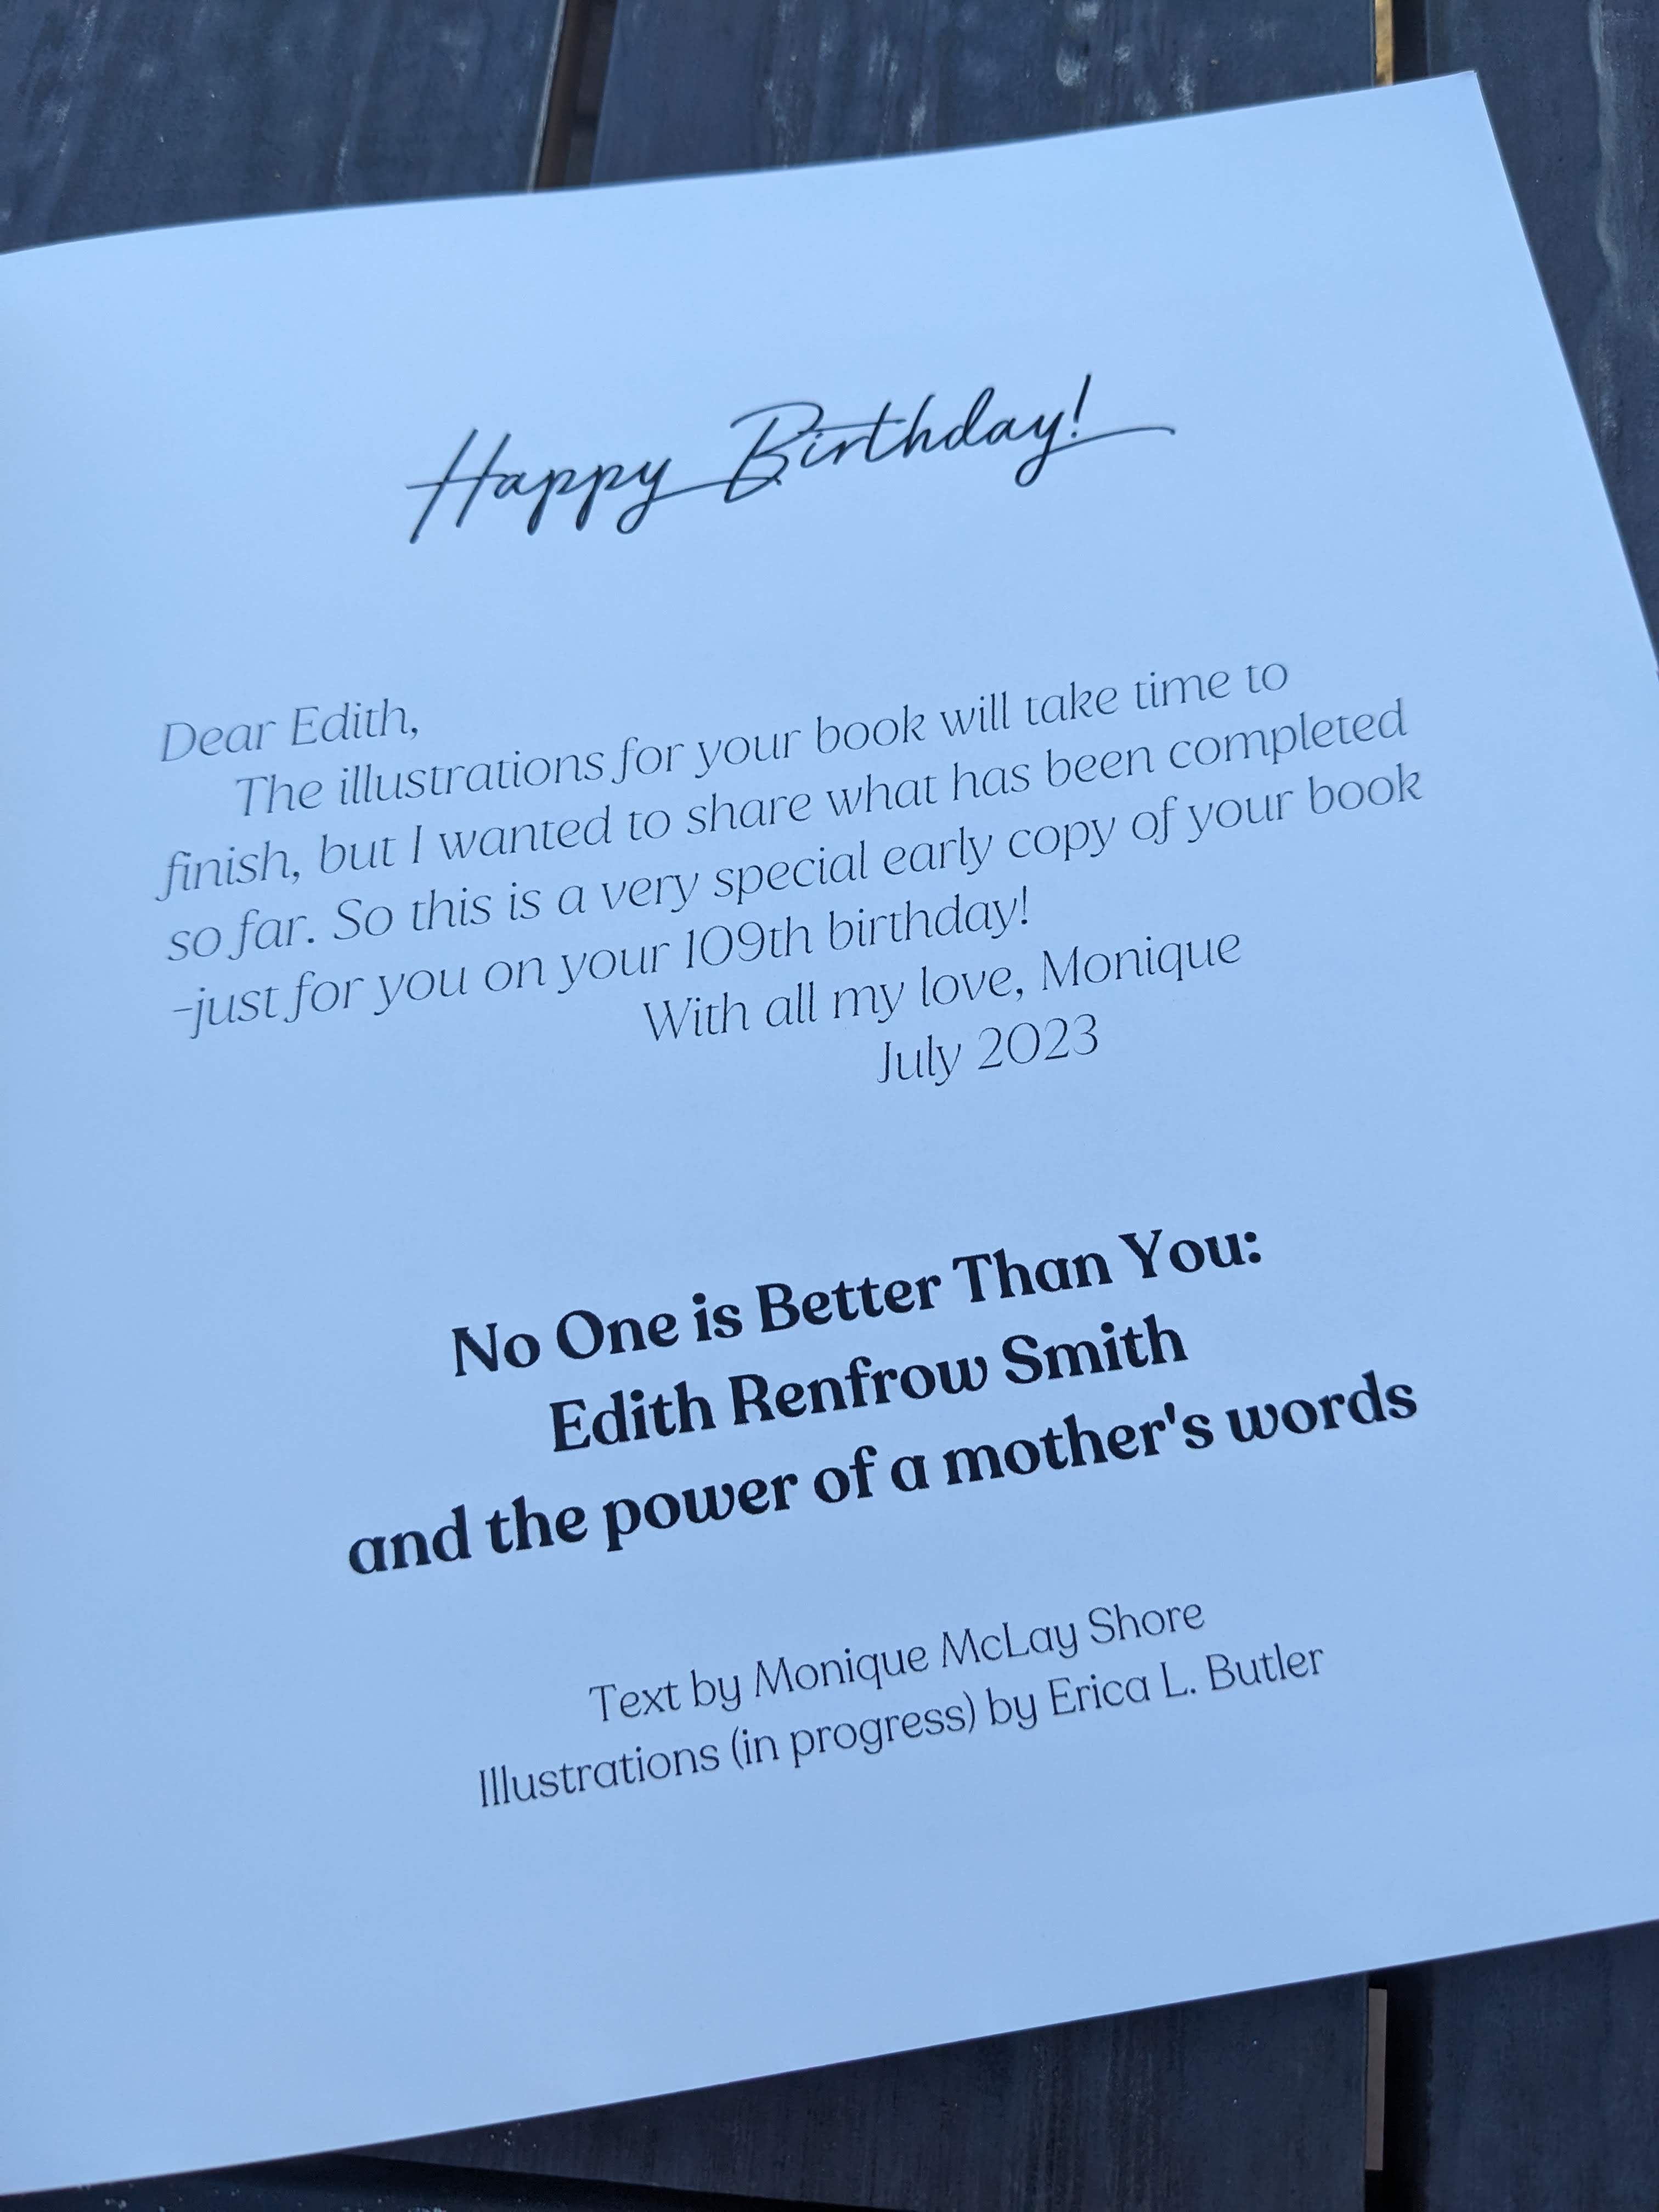 Happy Birthday!
Dear Edith,
The illustrations for your book will take time to
finish, but I wanted to share what has been completed
so far. So this is a very special early copy of your book
-just for you on your 109th birthday!
With all my love, Monique
July 2023
No One is Better Than You:
Edith Renfrow Smith
and the power of a mother's words
Text by Monique McLay Shore
Illustrations (in progress) by Erica L. Butler